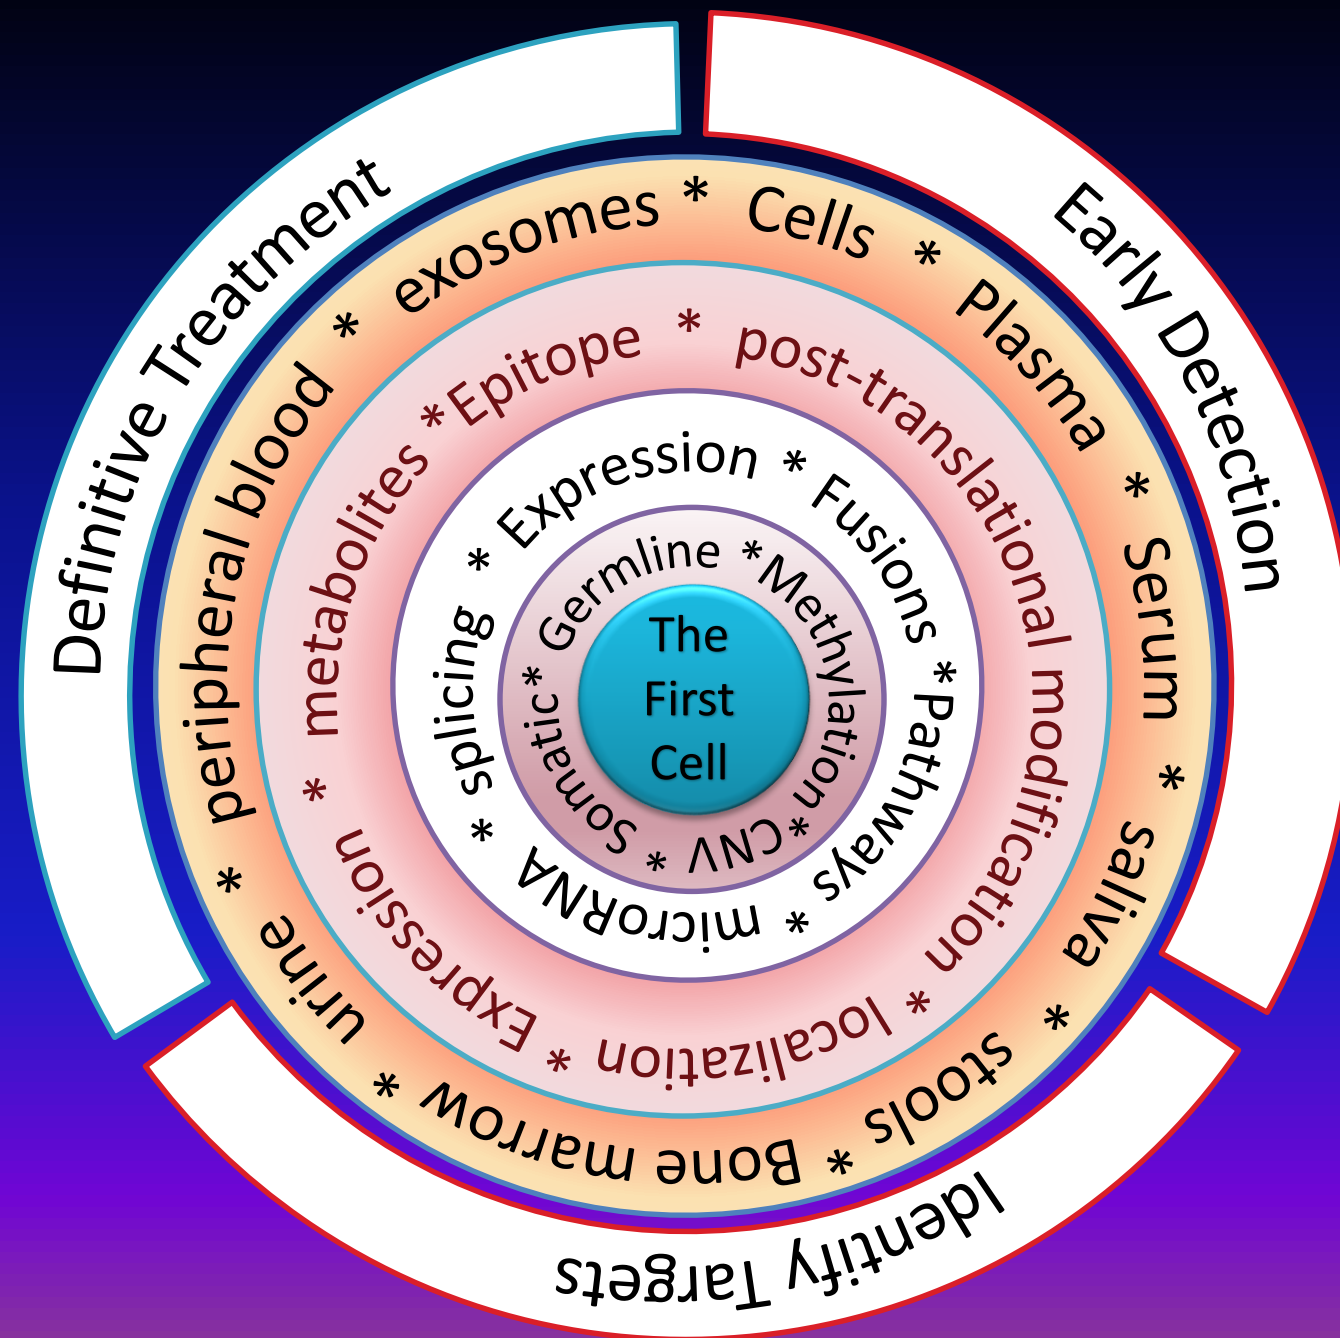 The
First
Cell
Germline * Methylation * CNV * Somatic *
Expression * Fusions * Pathways * microRNA * splicing *
Epitope * post-translational modification * localization * Expression * metabolites *
exosomes * Cells * Plasma * Serum * saliva * stools * Bone marrow * urine * peripheral blood *
Definitive Treatment
Early Detection
Identify Targets